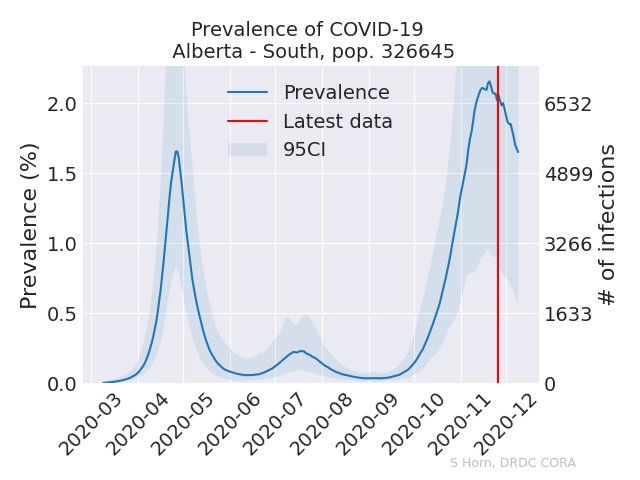 Prevalence of COVID-19
Alberta - South, pop. 326645
Prevalence
Latest data
95CI
Prevalence (%)
2.0
1.5
1.0
0.5
0.0
6532
4899
3266
1633
0
# of infections
2020-03
2020-04
2020-05
2020-06
2020-07
2020-08
2020-09
2020-10
2020-11
2020-12
S Horn, DRDC CORA